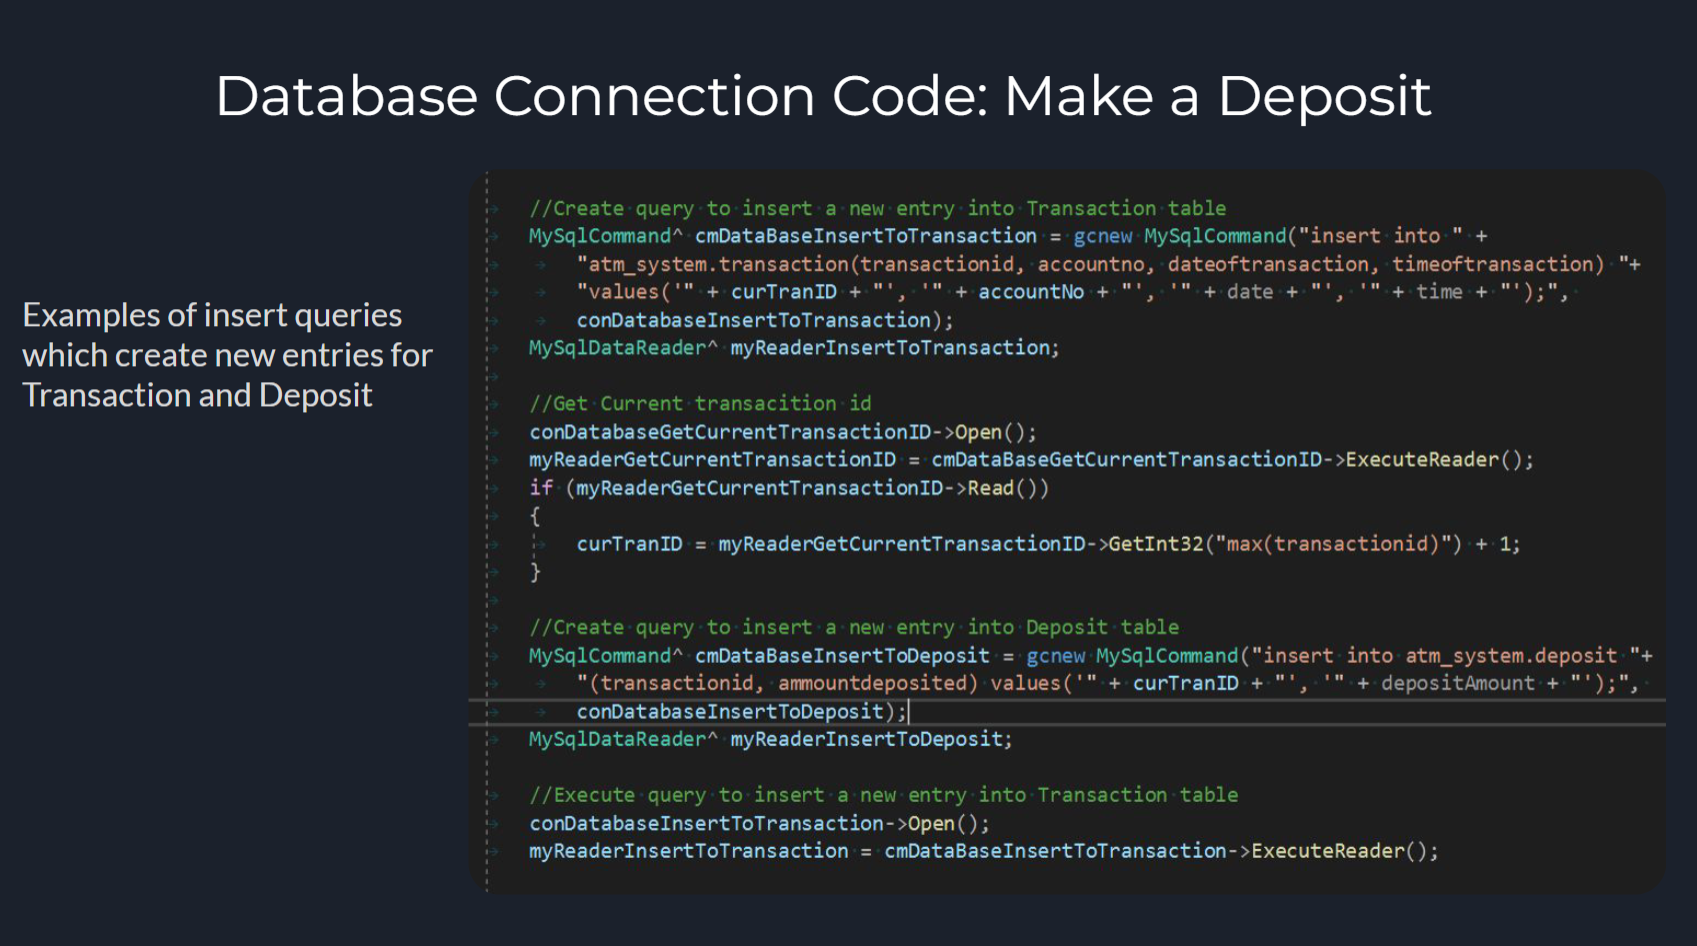 Database Connection Code: Make a Deposit
Examples of insert queries
which create new entries for
Transaction and Deposit
//Create query to insert a new entry into Transaction table
MySqlCommand^ cmDataBaseInsertToTransaction = gcnew MySqlCommand("insert into " +
"atm_system.transaction(transactionid, accountno, dateoftransaction, timeoftransaction) "+
"values('" + curTranID + "', '" + accountNo + "', '" + date + "', '" + time + "');",
conDatabaseInsertToTransaction);
MySqlDataReader^ myReaderInsertToTransaction;
//Get Current transacition id
conDatabaseGetCurrentTransactionID->Open();
myReaderGetCurrentTransactionID = cmDataBaseGetCurrentTransactionID->ExecuteReader();
if (myReaderGetCurrentTransactionID->Read())
{
curTranID = myReaderGetCurrentTransactionID->GetInt32("max(transactionid)") + 1;
}
//Create query to insert a new entry into Deposit table
MySqlCommand^ cmDataBaseInsertToDeposit = gcnew MySqlCommand("insert into atm_system.deposit "+
"(transactionid, ammountdeposited) values('" + curTranID + "', '" + depositAmount + "');",
conDatabaseInsertToDeposit);
MySqlDataReader^ myReaderInsertToDeposit;
//Execute query to insert a new entry into Transaction table
conDatabaseInsertToTransaction->Open();
myReaderInsertToTransaction = cmDataBaseInsertToTransaction->ExecuteReader();